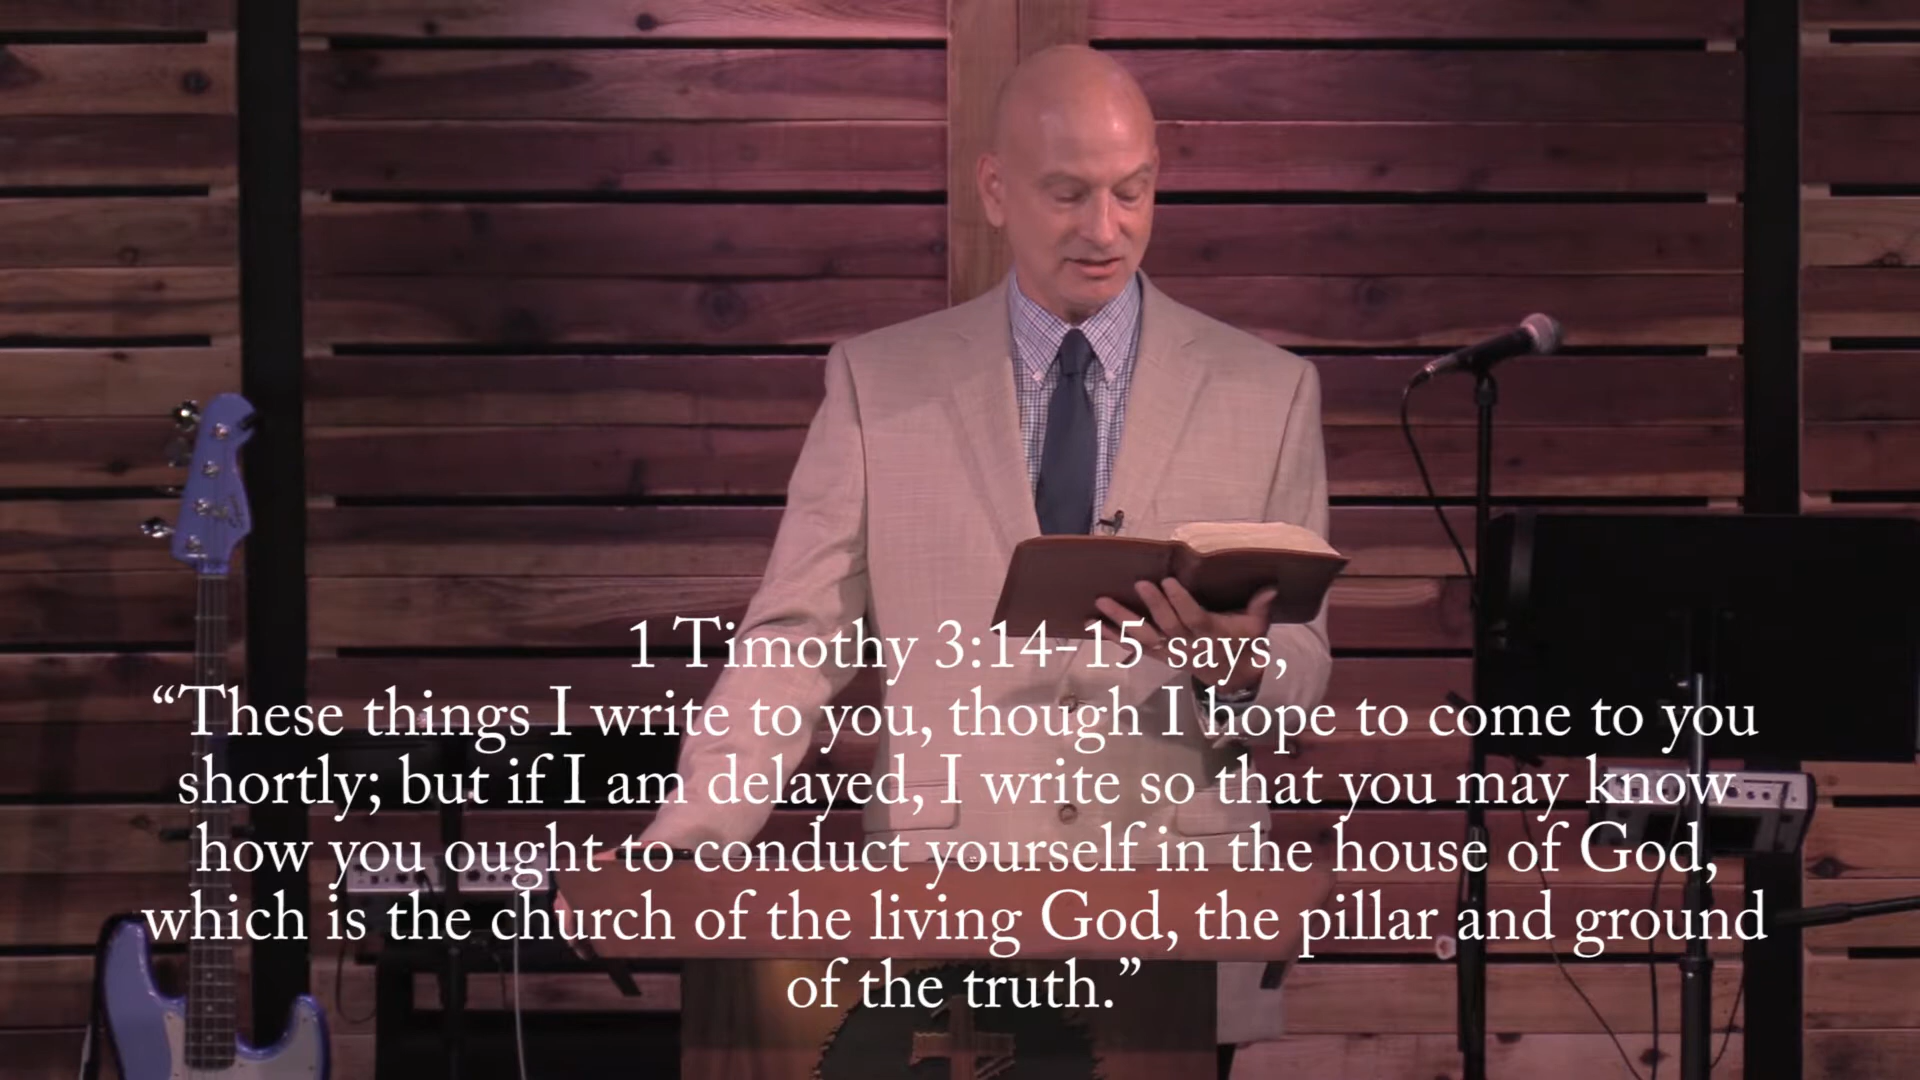 1 Timothy 3:14-15 says,
“These things I write to you, though I hope to come to you
shortly; but if I am delayed, I write so that you may know
how you ought to conduct yourself in the house of God,
which is the church of the living God, the pillar and ground
of the truth.”